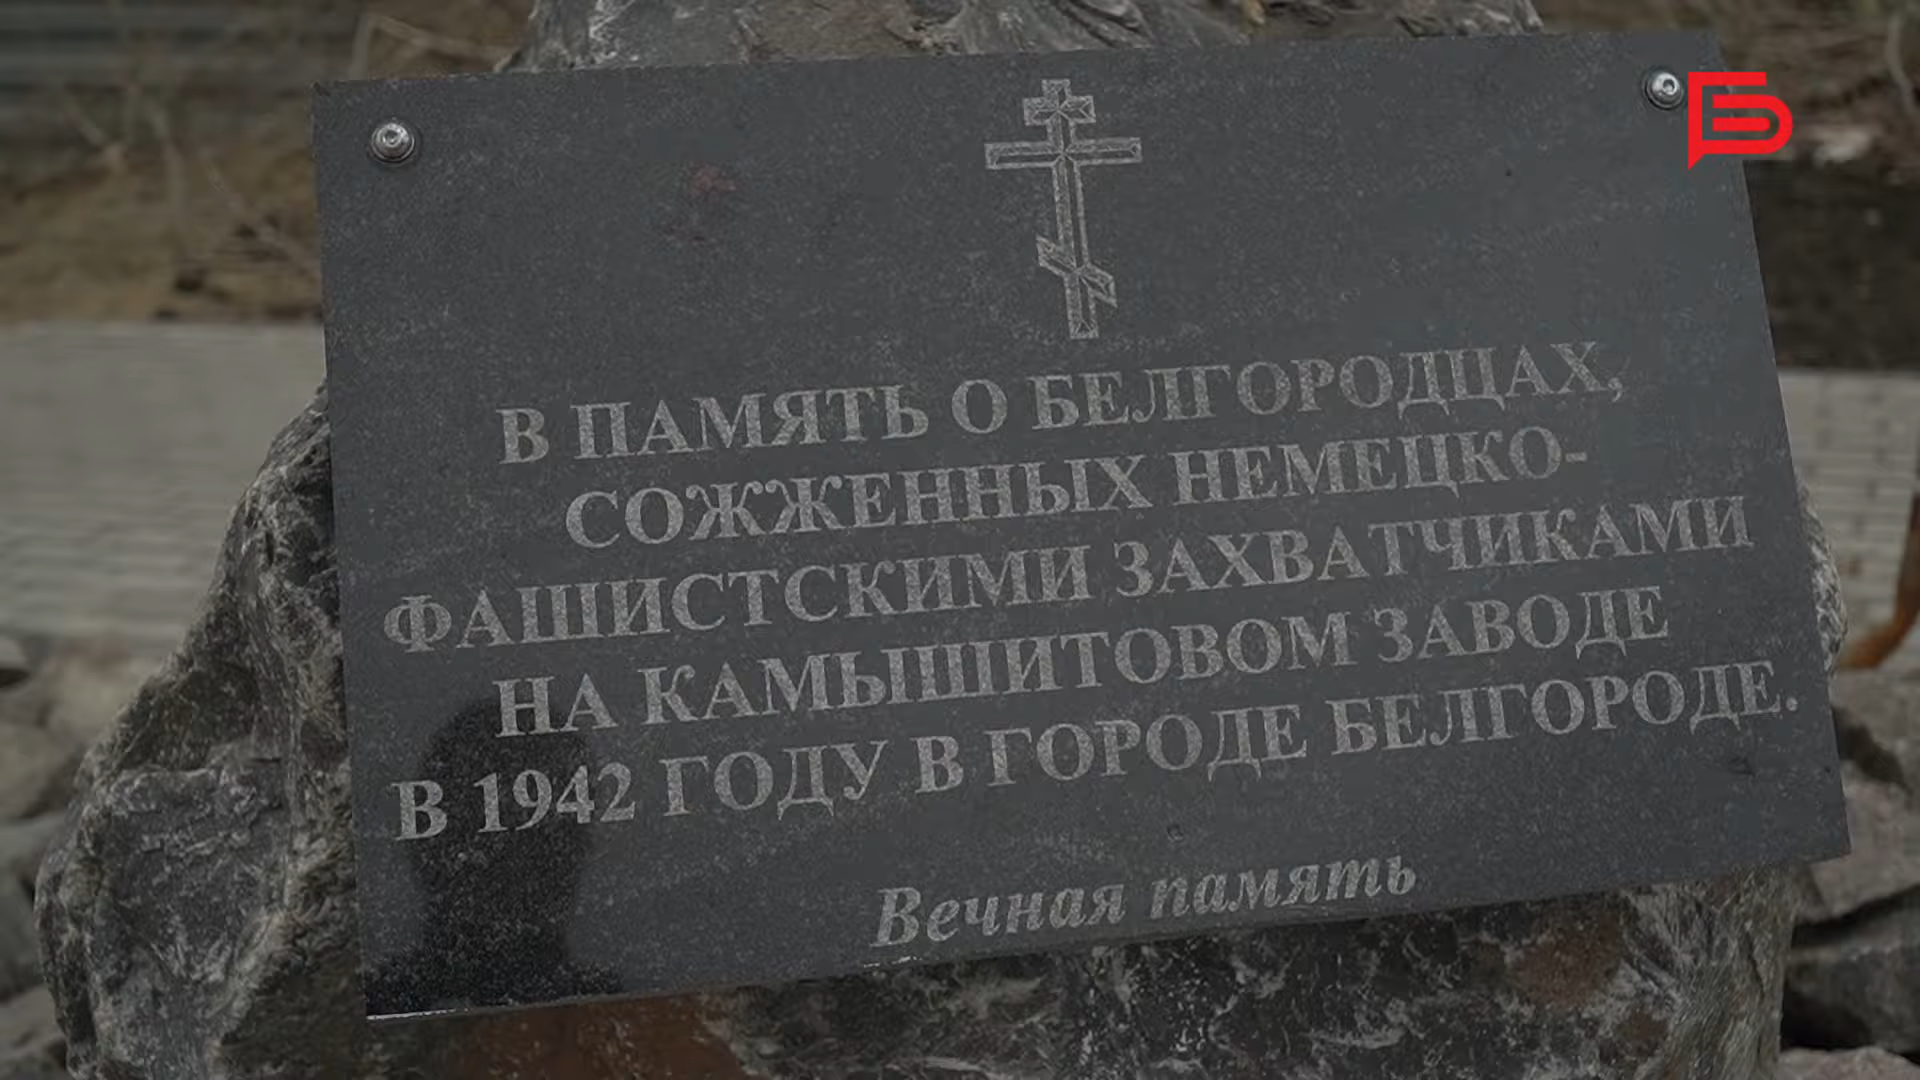 В ПАМЯТЬ О БЕЛГОРОДЦАХ,
СОЖЖЕННЫХ НЕМЕЦКО-
ФАШИСТСКИМИ ЗАХВАТЧИКАМИ
НА КАМЫШИТОВОМ ЗАВОДЕ
В 1942 ГОДУ В ГОРОДЕ БЕЛГОРОДЕ.
Вечная память
Б